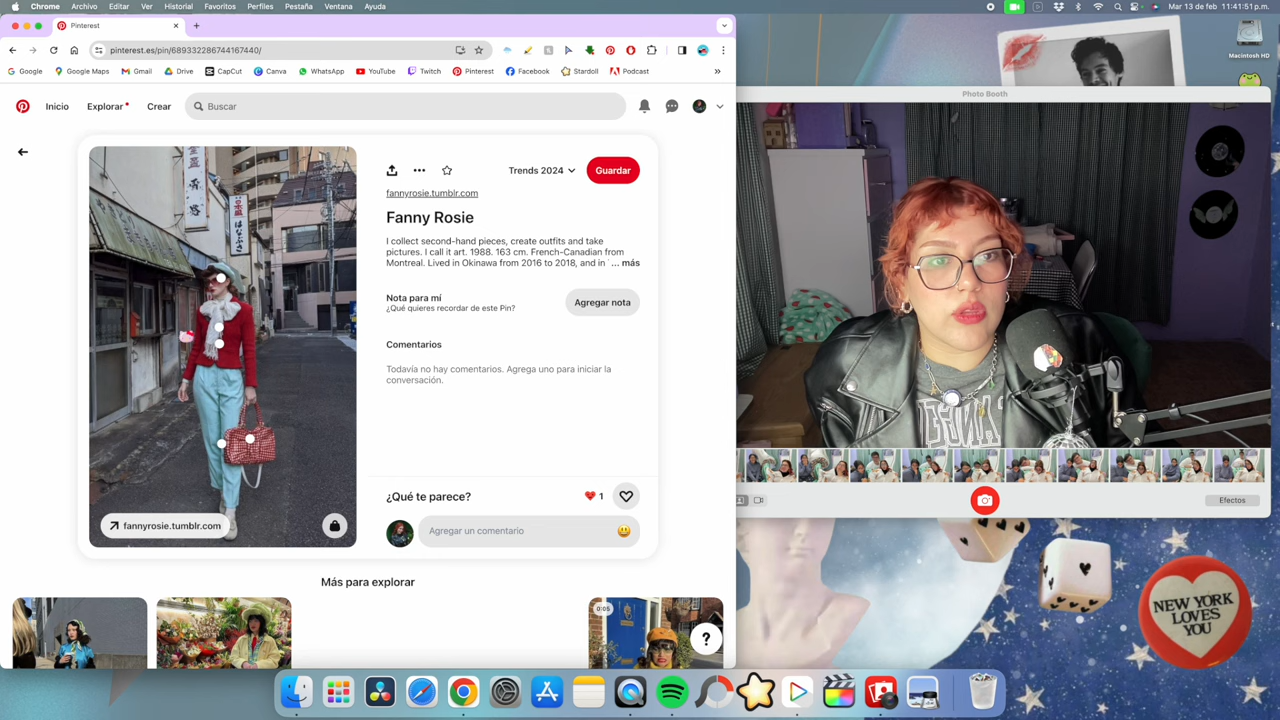 Chrome Archivo Editar Ver Historial Favoritos Perfiles Pestaña Ventana Ayuda
Mar 13 de feb 11:41:51 p.m.
Pinterest
pinterest.es/pin/689332286744167440/
Google Google Maps Gmail Drive CapCut Canva WhatsApp YouTube Twitch Pinterest Facebook Stardoll Podcast
Macintosh HD
Photo Booth
Inicio Explorar Crear Buscar
Trends 2024 Guardar
fannyrosie.tumblr.com
Fanny Rosie
I collect second-hand pieces, create outfits and take
pictures. I call it art. 1988. 163 cm. French-Canadian from
Montreal. Lived in Okinawa from 2016 to 2018, and in ... más
Nota para mí
¿Qué quieres recordar de este Pin?
Agregar nota
Comentarios
Todavía no hay comentarios. Agrega uno para iniciar la
conversación.
¿Qué te parece? 1
Agregar un comentario
fannyrosie.tumblr.com
Efectos
Más para explorar
0:05
?
NEW YORK
LOVES
YOU